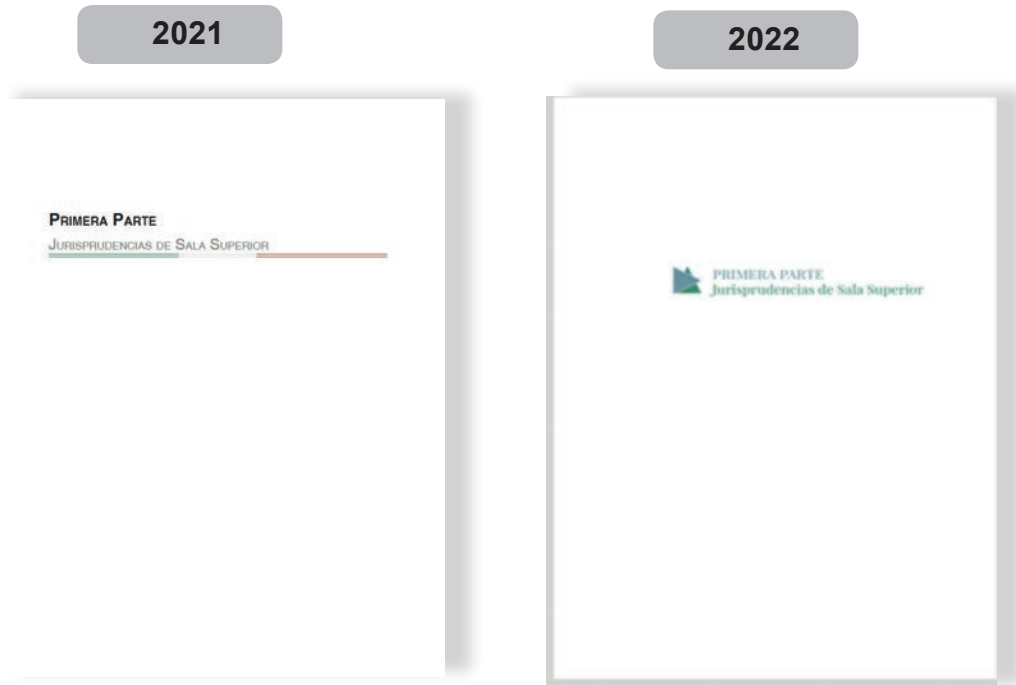 2021
2022
PRIMERA PARTE
JURISPRUDENCIAS DE SALA SUPERIOR
PRIMERA PARTE
Jurisprudencias de Sala Superior